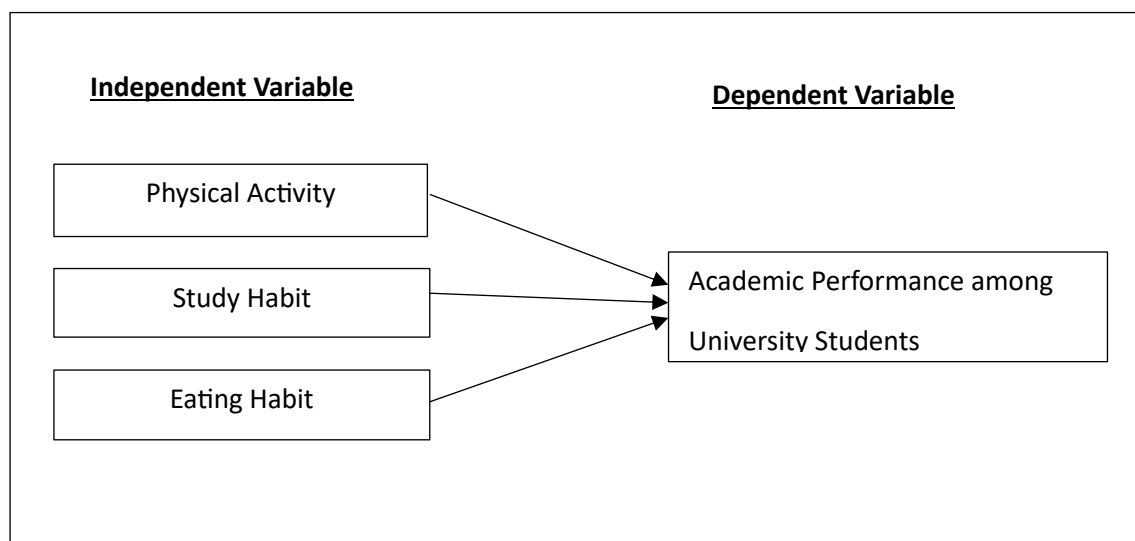 Independent Variable
Dependent Variable
Physical Activity
Study Habit
Eating Habit
Academic Performance among
University Students